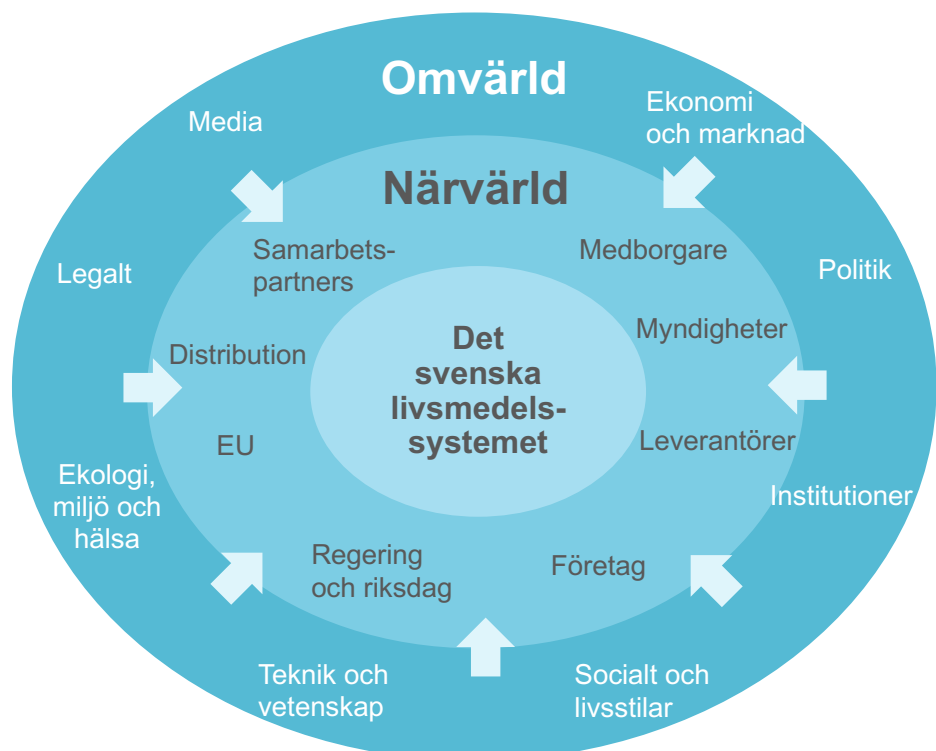 Omvärld
Media
Ekonomi
och marknad
Närvärld
Samarbets-
partners
Medborgare
Legalt
Politik
Distribution
Det
svenska
livsmedels-
systemet
Myndigheter
EU
Leverantörer
Ekologi,
miljö och
hälsa
Institutioner
Regering
och riksdag
Företag
Teknik och
vetenskap
Socialt och
livsstilar